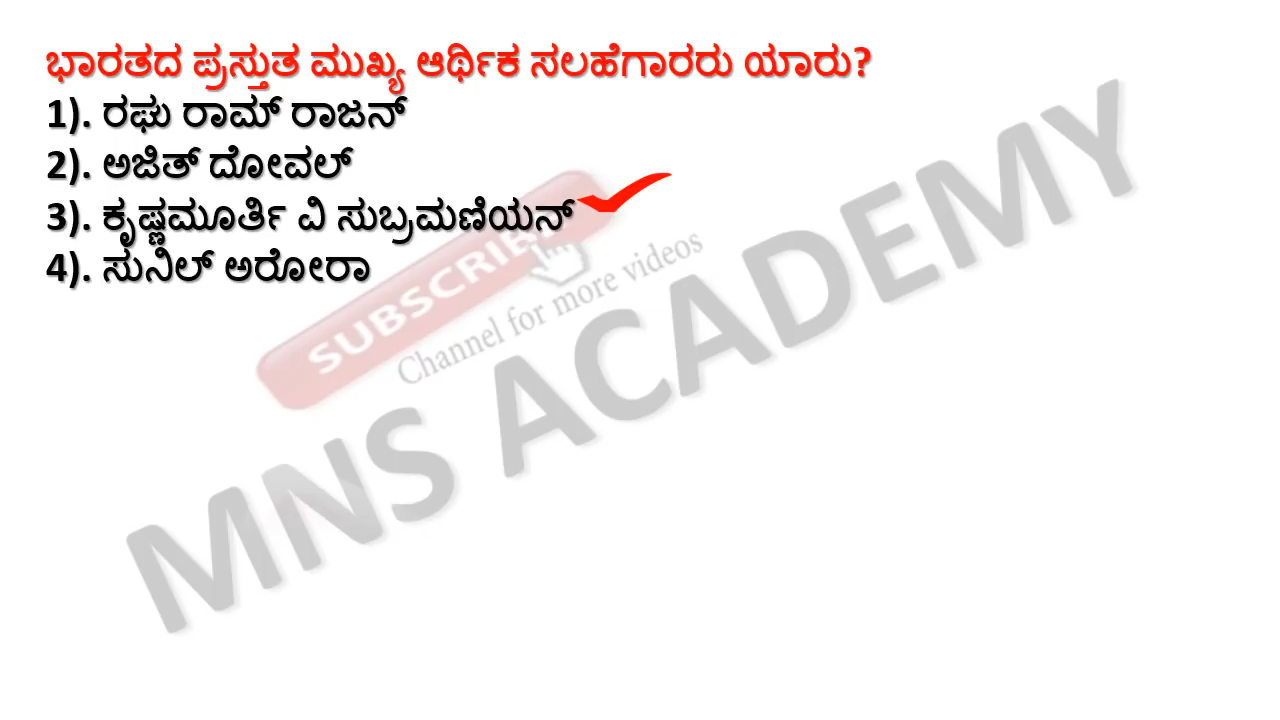 ಭಾರತದ ಪ್ರಸ್ತುತ ಮುಖ್ಯ ಆರ್ಥಿಕ ಸಲಹೆಗಾರರು ಯಾರು?
1). ರಘು ರಾಮ್ ರಾಜನ್
2). ಅಜಿತ್ ದೋವಲ್
3). ಕೃಷ್ಣಮೂರ್ತಿ ವಿ ಸುಬ್ರಮಣಿಯನ್
4). ಸುನಿಲ್ ಅರೋರಾ
SUBSCRIBE
Channel for more videos
MNS ACADEMY